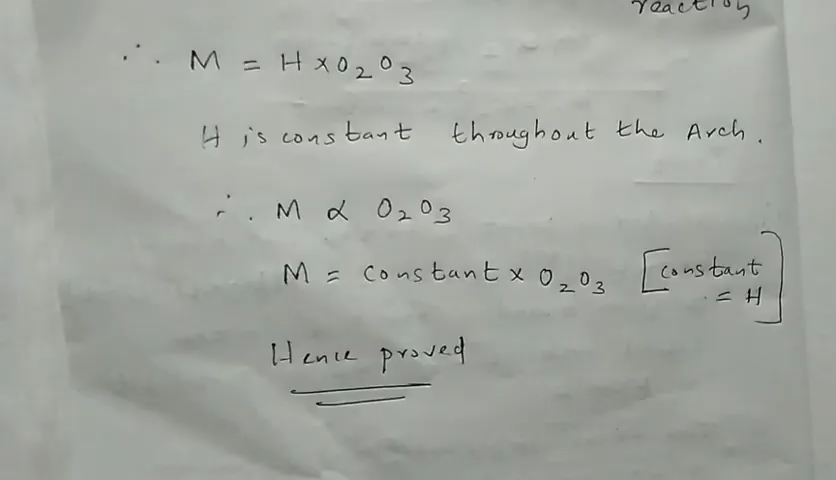 reaction
∴ M = H × O₂O₃
H is constant throughout the Arch.
∴ M ∝ O₂O₃
M = constant × O₂O₃ [constant
= H]
Hence proved